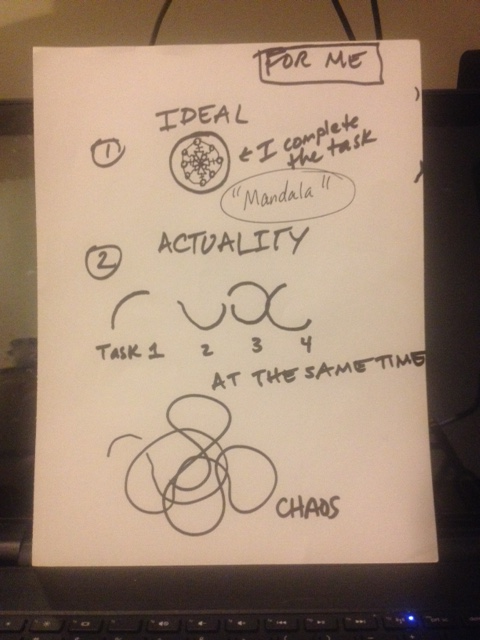 FOR ME
IDEAL
1 I complete
the task
"Mandala"
ACTUALITY
2
Task 1 2 3 4
AT THE SAME TIME
CHAOS